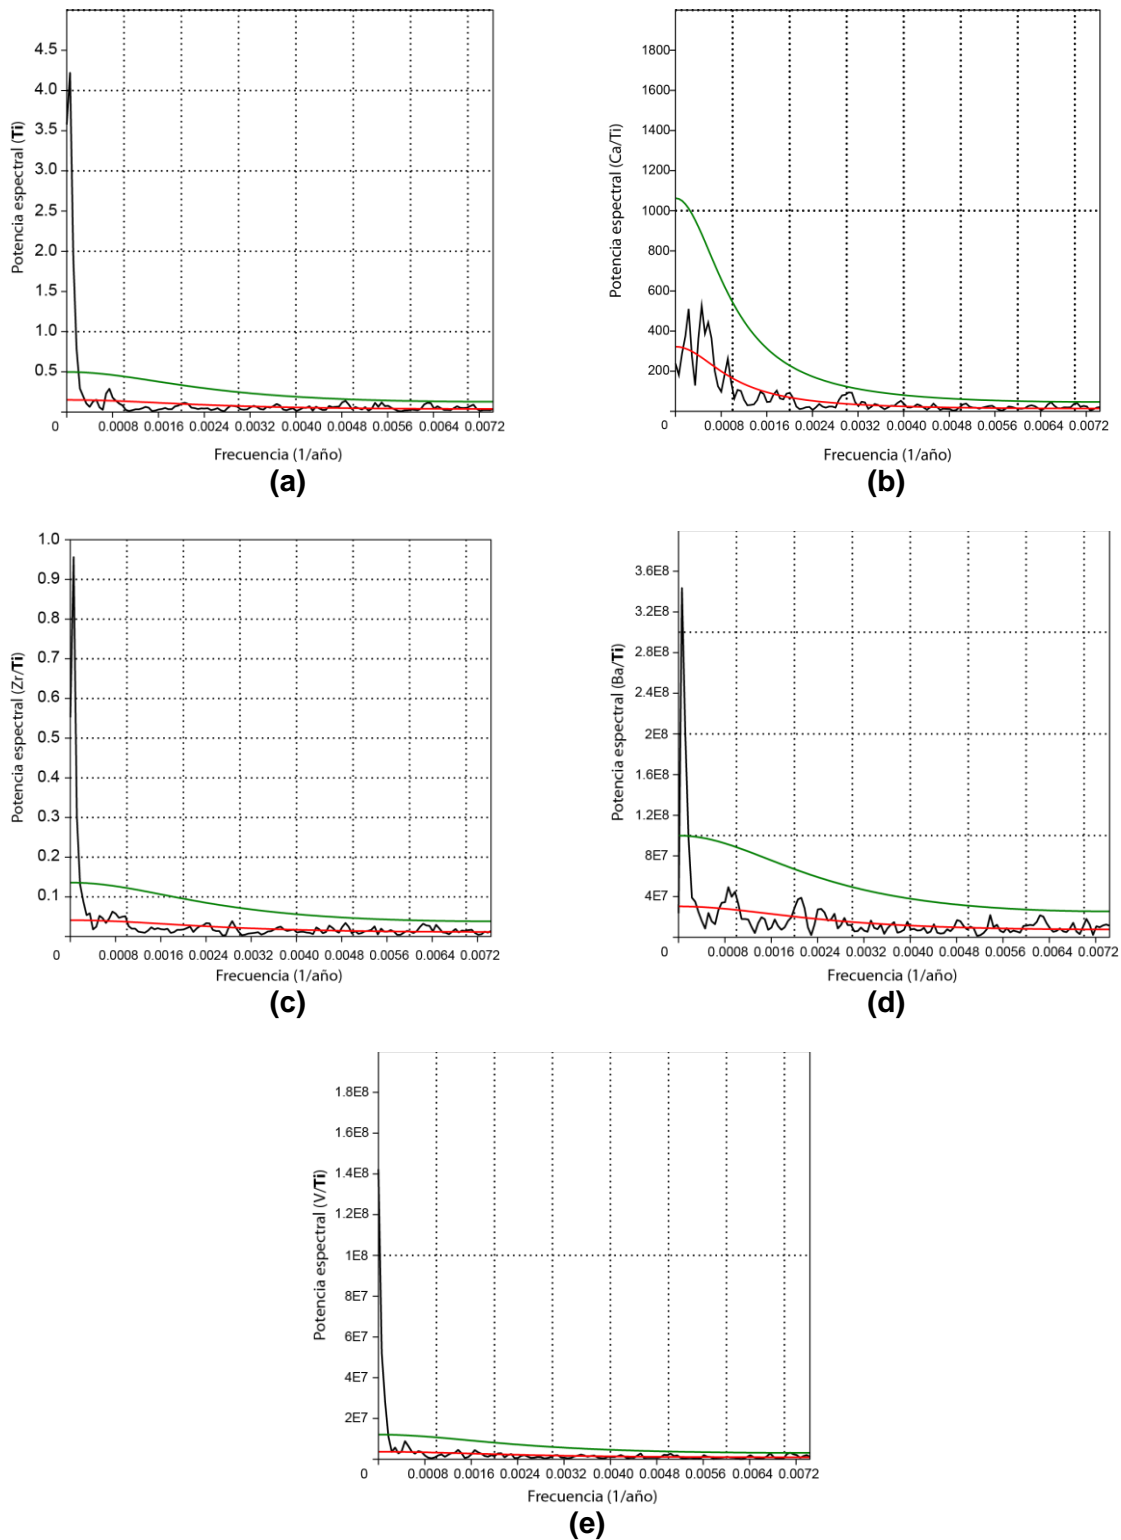 4.5
4.0
3.5
3.0
2.5
2.0
1.5
1.0
0.5
Potencia espectral (Ti)
0 0.0008 0.0016 0.0024 0.0032 0.0040 0.0048 0.0056 0.0064 0.0072
Frecuencia (1/año)
(a)
1800
1600
1400
1200
1000
800
600
400
200
Potencia espectral (Ca/Ti)
0 0.0008 0.0016 0.0024 0.0032 0.0040 0.0048 0.0056 0.0064 0.0072
Frecuencia (1/año)
(b)
1.0
0.9
0.8
0.7
0.6
0.5
0.4
0.3
0.2
0.1
Potencia espectral (Zr/Ti)
0 0.0008 0.0016 0.0024 0.0032 0.0040 0.0048 0.0056 0.0064 0.0072
Frecuencia (1/año)
(c)
3.6E8
3.2E8
2.8E8
2.4E8
2E8
1.6E8
1.2E8
8E7
4E7
Potencia espectral (Ba/Ti)
0 0.0008 0.0016 0.0024 0.0032 0.0040 0.0048 0.0056 0.0064 0.0072
Frecuencia (1/año)
(d)
1.8E8
1.6E8
1.4E8
1.2E8
1E8
8E7
6E7
4E7
2E7
Potencia espectral (V/Ti)
0 0.0008 0.0016 0.0024 0.0032 0.0040 0.0048 0.0056 0.0064 0.0072
Frecuencia (1/año)
(e)